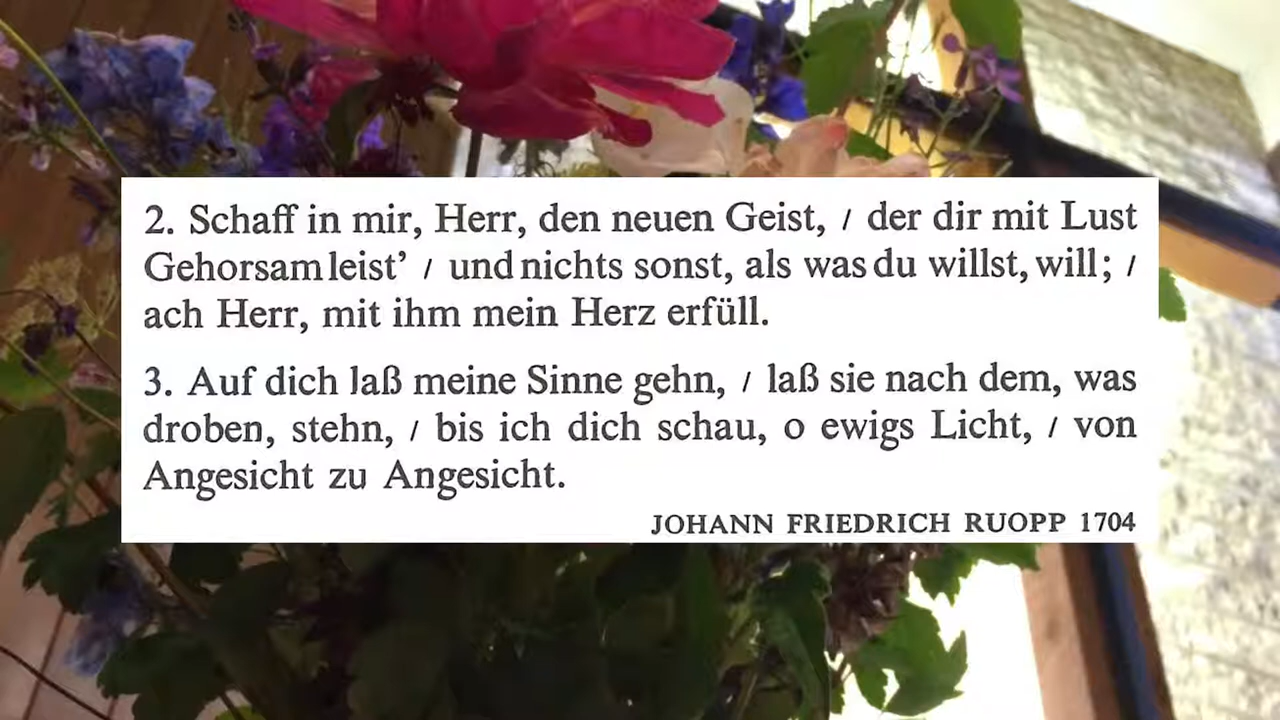 2. Schaff in mir, Herr, den neuen Geist, / der dir mit Lust
Gehorsam leist’ / und nichts sonst, als was du willst, will; /
ach Herr, mit ihm mein Herz erfüll.
3. Auf dich laß meine Sinne gehn, / laß sie nach dem, was
droben, stehn, / bis ich dich schau, o ewigs Licht, / von
Angesicht zu Angesicht.
JOHANN FRIEDRICH RUOPP 1704